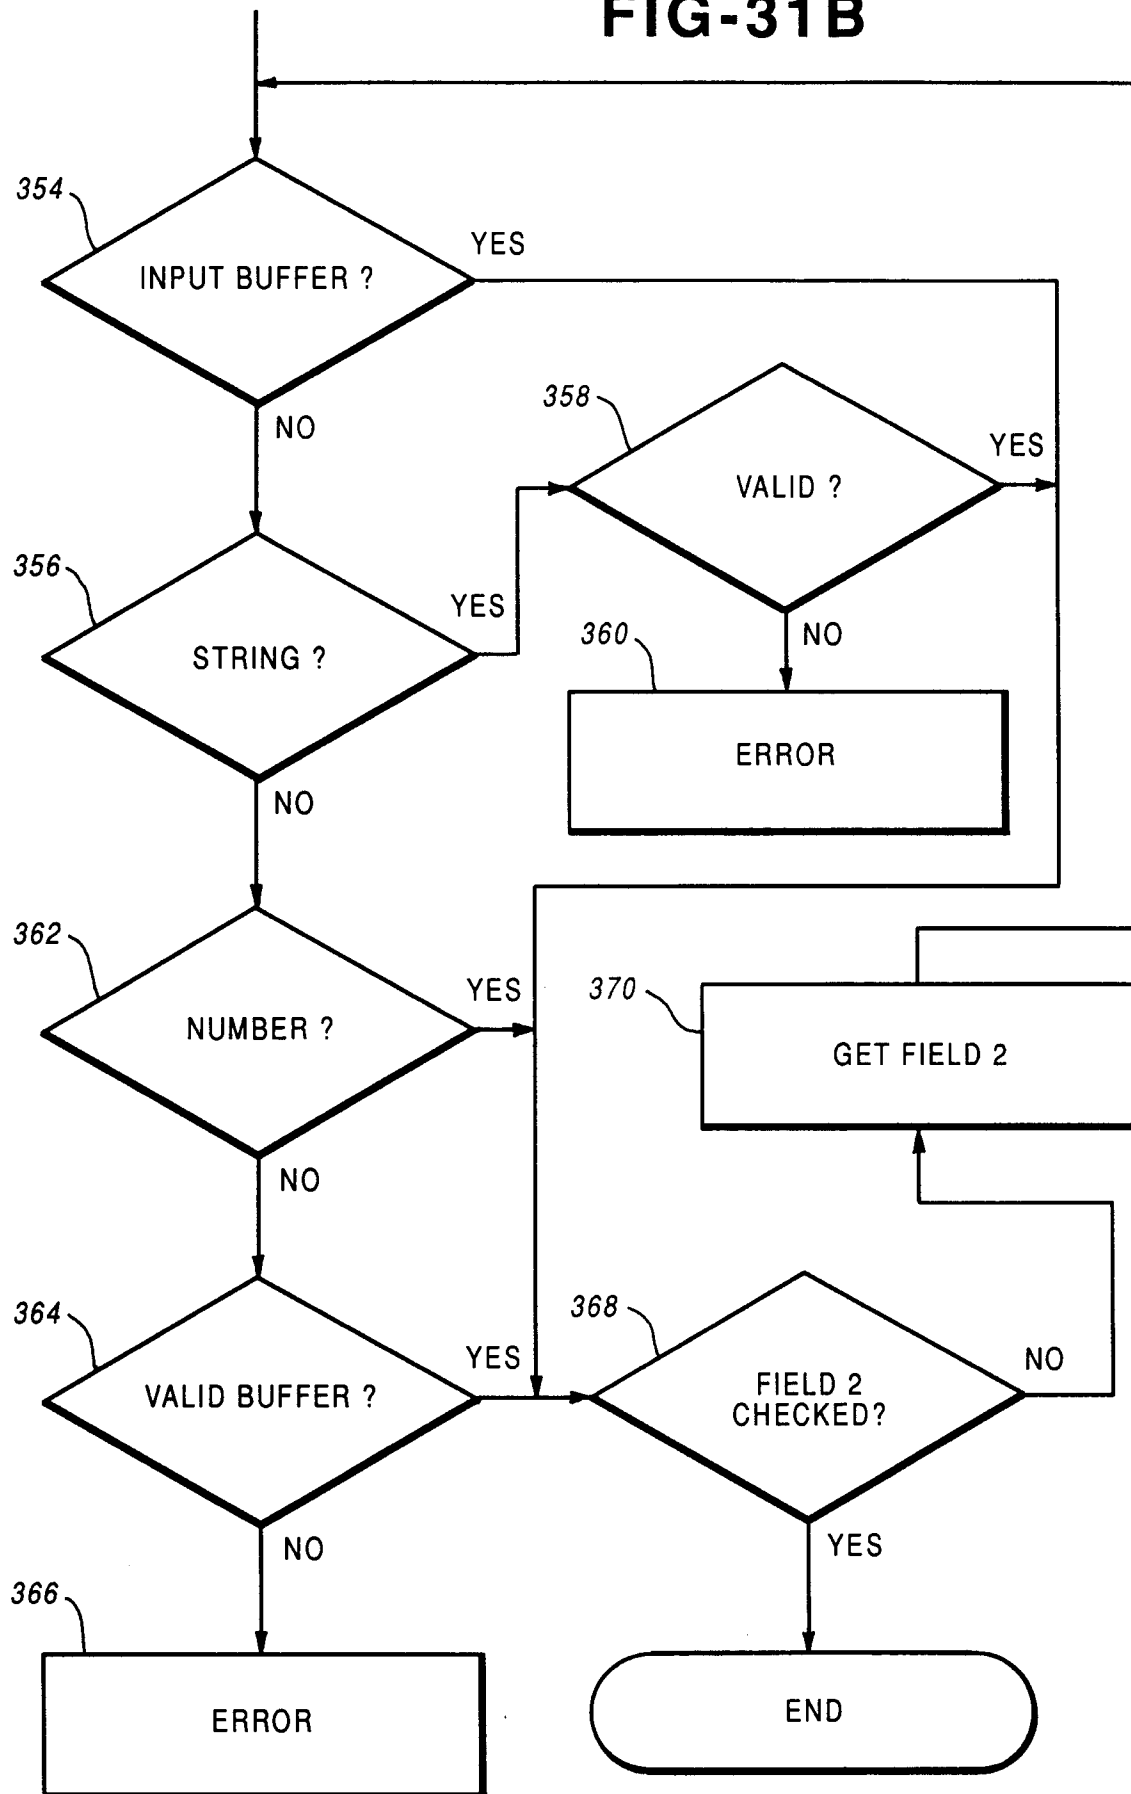 FIG-31B
354
INPUT BUFFER ?
YES
NO
358
VALID ?
YES
NO
356
STRING ?
YES
NO
360
ERROR
362
NUMBER ?
YES
NO
370
GET FIELD 2
364
VALID BUFFER ?
YES
NO
368
FIELD 2
CHECKED?
NO
YES
366
ERROR
END